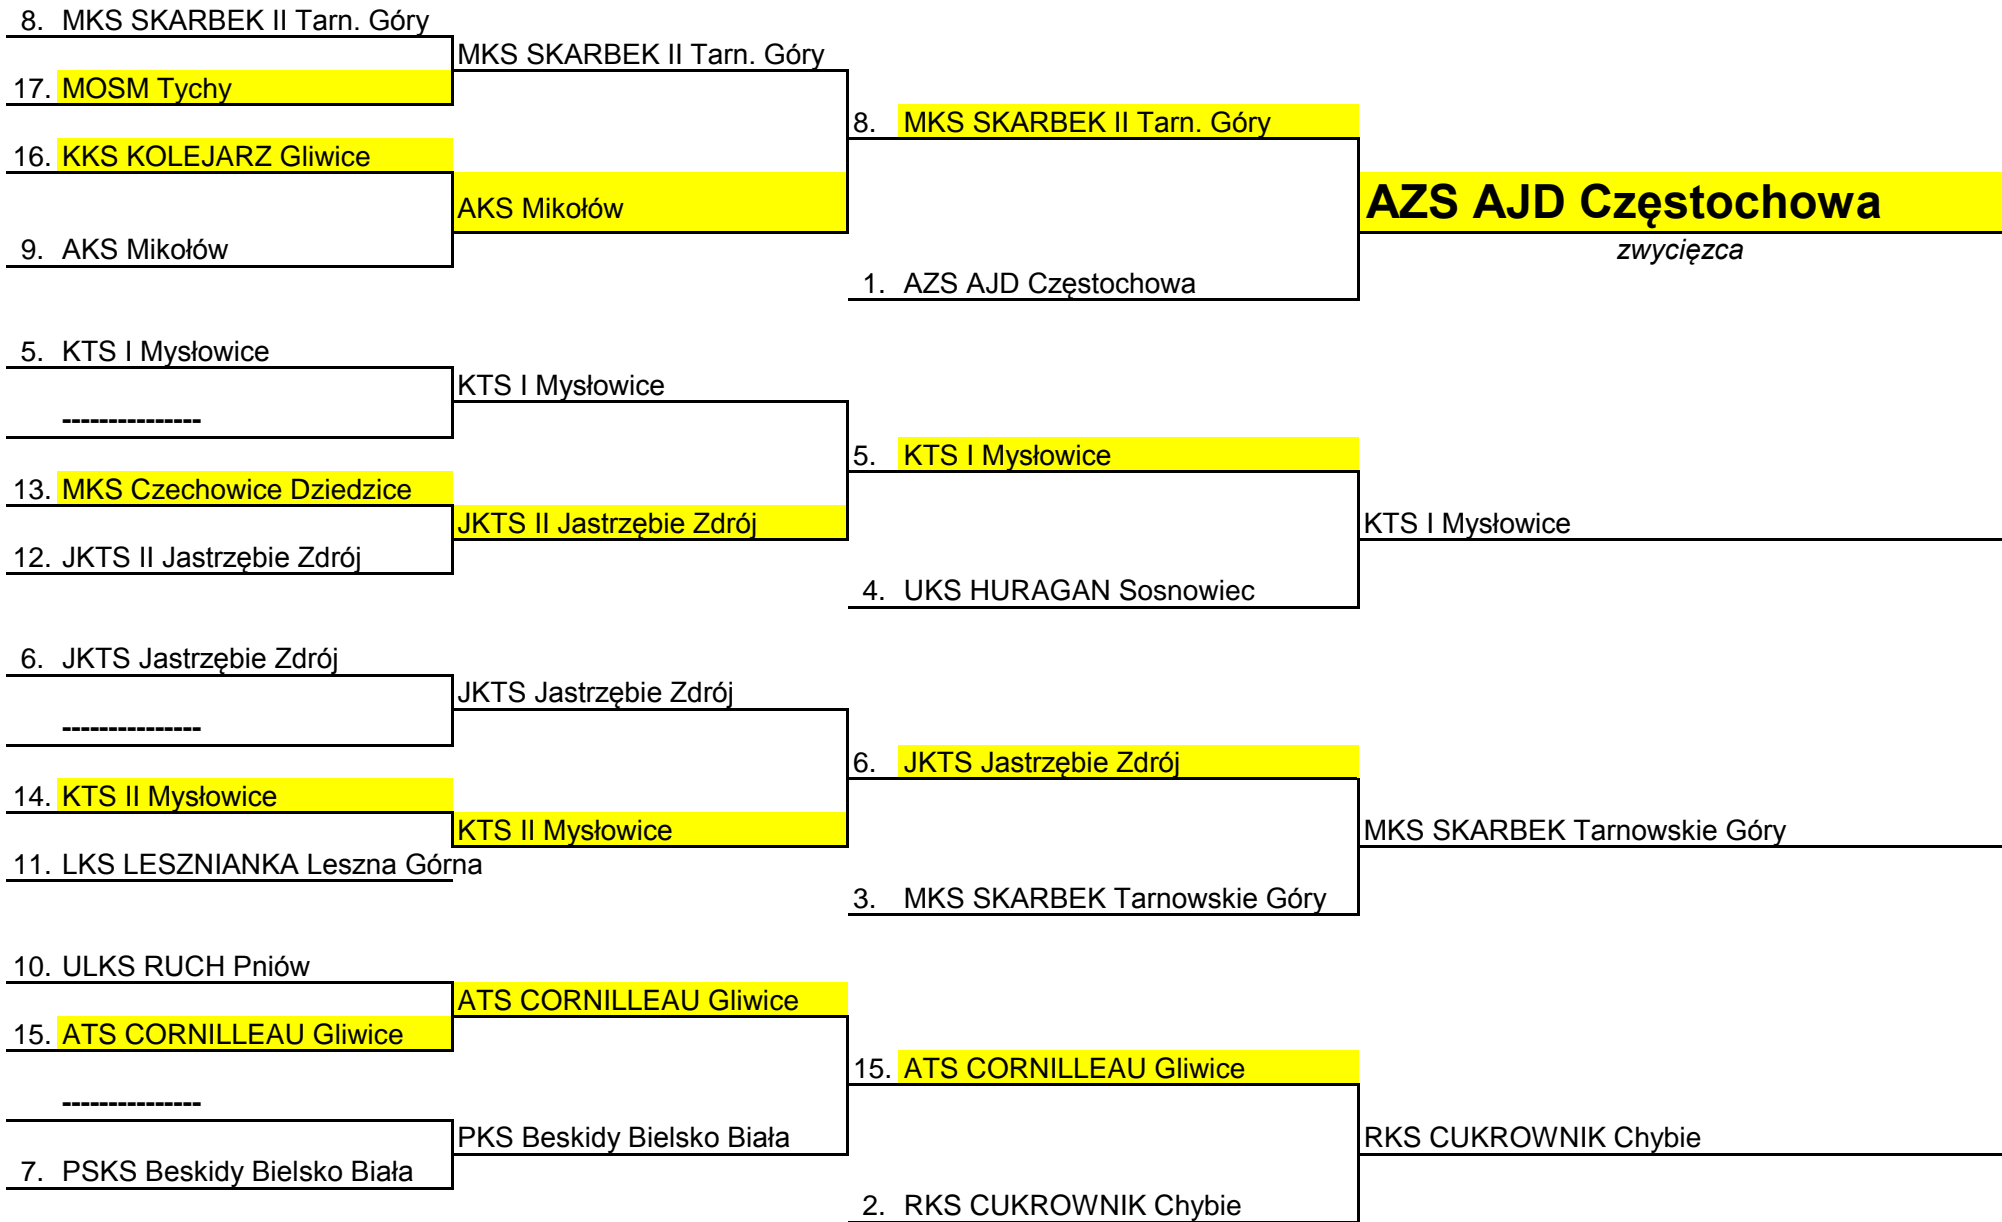 8. MKS SKARBEK II Tarn. Góry
MKS SKARBEK II Tarn. Góry
17. MOSM Tychy
8. MKS SKARBEK II Tarn. Góry
16. KKS KOLEJARZ Gliwice
AKS Mikołów
AZS AJD Częstochowa
9. AKS Mikołów
zwycięzca
1. AZS AJD Częstochowa
5. KTS I Mysłowice
KTS I Mysłowice
---------------
5. KTS I Mysłowice
13. MKS Czechowice Dziedzice
JKTS II Jastrzębie Zdrój
KTS I Mysłowice
12. JKTS II Jastrzębie Zdrój
4. UKS HURAGAN Sosnowiec
6. JKTS Jastrzębie Zdrój
JKTS Jastrzębie Zdrój
---------------
6. JKTS Jastrzębie Zdrój
14. KTS II Mysłowice
KTS II Mysłowice
MKS SKARBEK Tarnowskie Góry
11. LKS LESZNIANKA Leszna Górna
3. MKS SKARBEK Tarnowskie Góry
10. ULKS RUCH Pniów
ATS CORNILLEAU Gliwice
15. ATS CORNILLEAU Gliwice
15. ATS CORNILLEAU Gliwice
---------------
PKS Beskidy Bielsko Biała
RKS CUKROWNIK Chybie
7. PSKS Beskidy Bielsko Biała
2. RKS CUKROWNIK Chybie